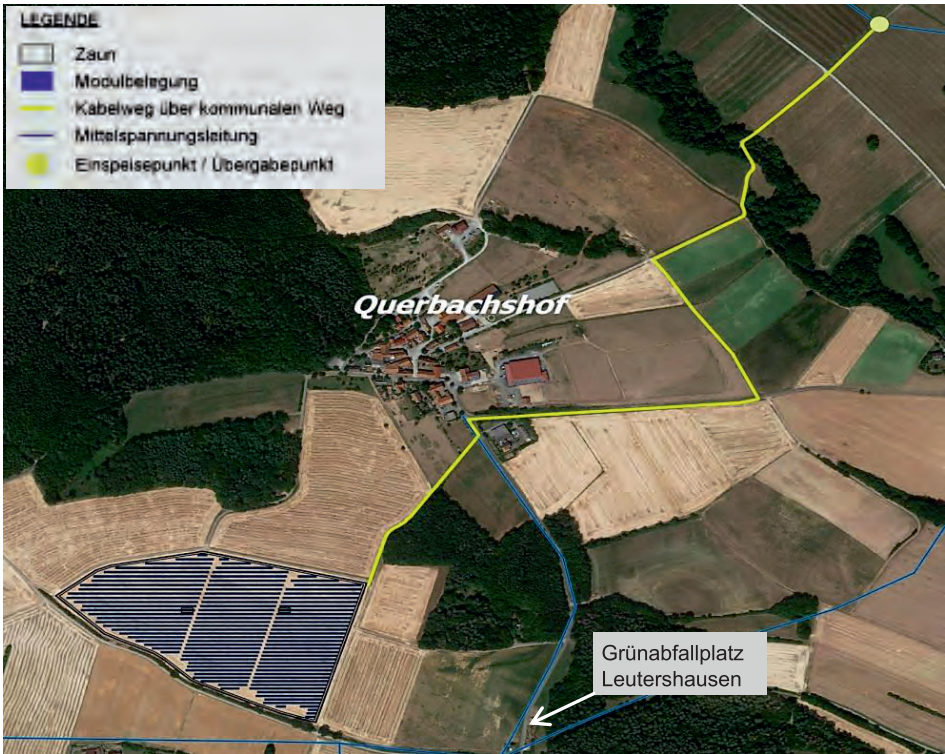 LEGENDE
Zaun
Modulbelegung
Kabelweg über kommunalen Weg
Mittelspannungsleitung
Einspeisepunkt / Übergabepunkt
Querbachshof
Grünabfallplatz
Leutershausen